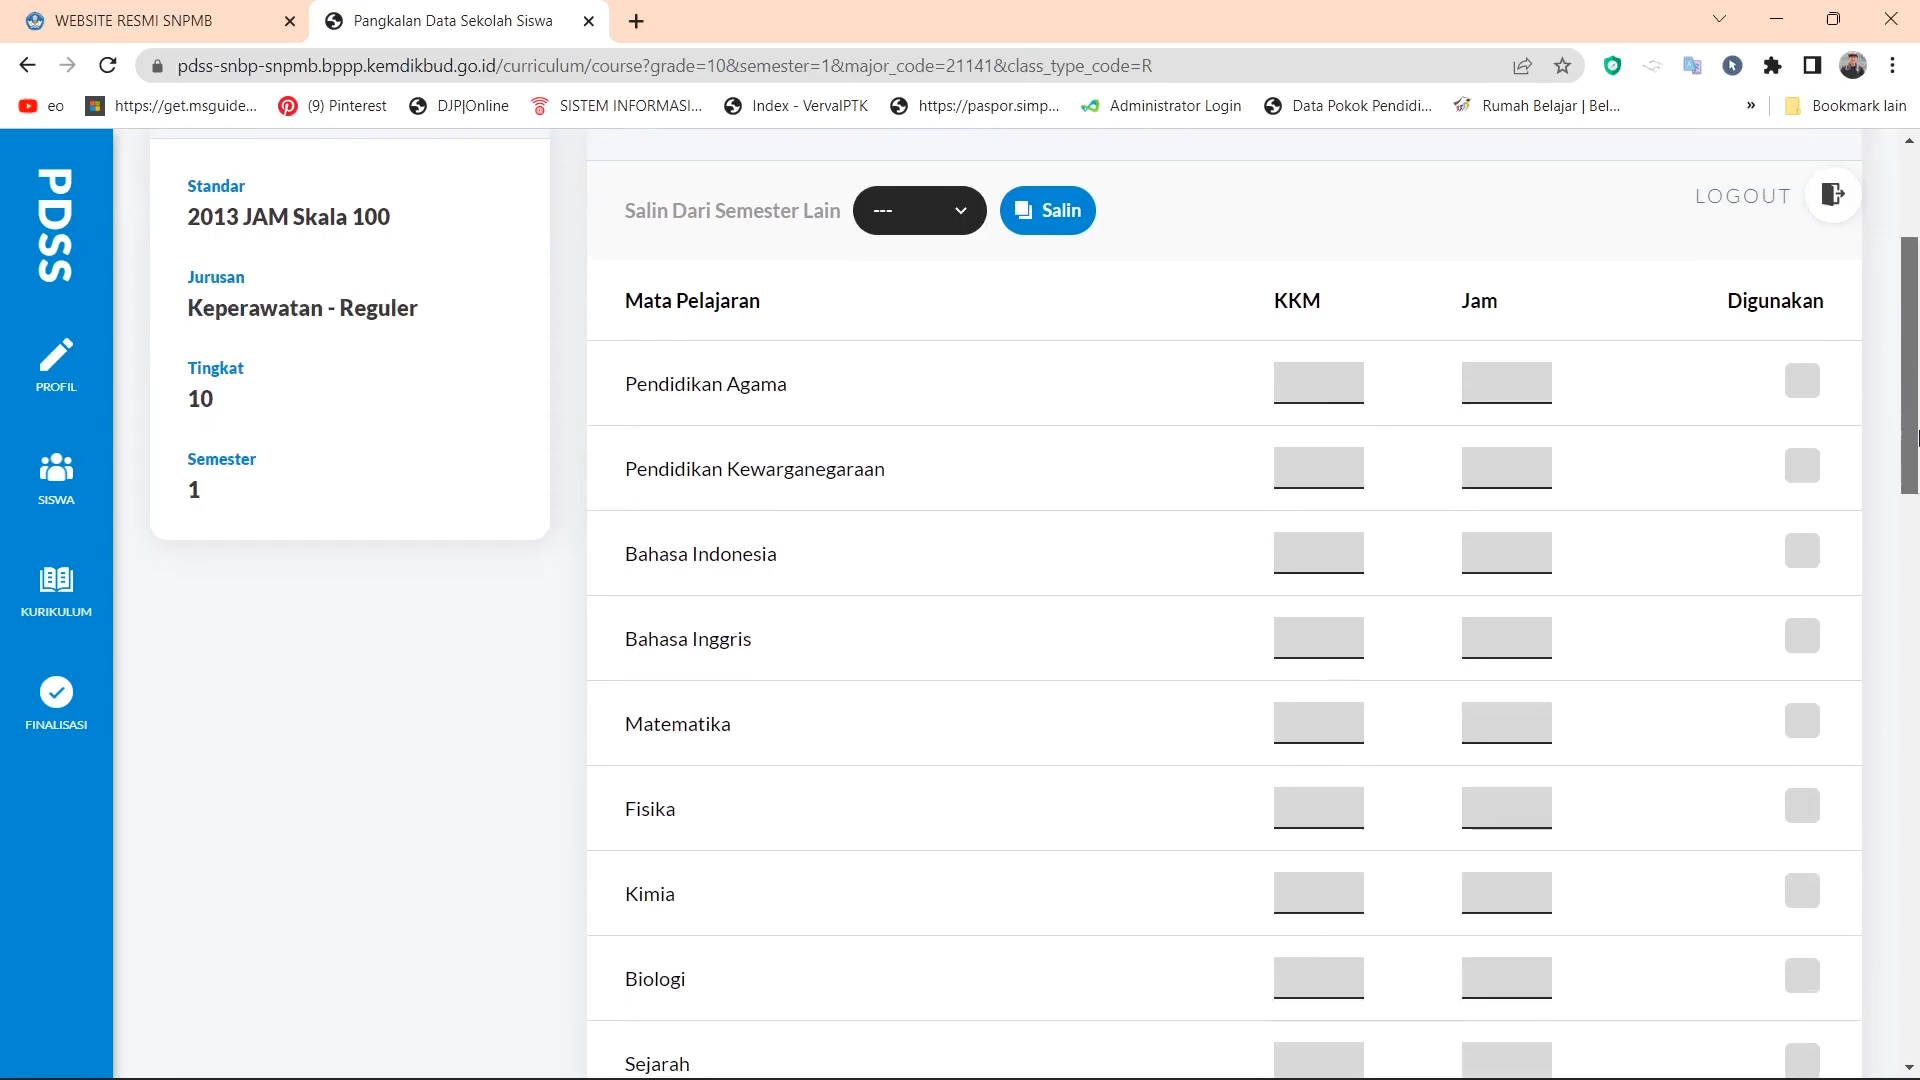 WEBSITE RESMI SNPMB
Pangkalan Data Sekolah Siswa
pdss-snbp-snpmb.bppp.kemdikbud.go.id/curriculum/course?grade=10&semester=1&major_code=21141&class_type_code=R
eo
https://get.msguide...
(9) Pinterest
DJP|Online
SISTEM INFORMASI...
Index - VervalPTK
https://paspor.simp...
Administrator Login
Data Pokok Pendidi...
Rumah Belajar | Bel...
»
Bookmark lain
PDSS
PROFIL
SISWA
KURIKULUM
FINALISASI
Standar
2013 JAM Skala 100
Jurusan
Keperawatan - Reguler
Tingkat
10
Semester
1
Salin Dari Semester Lain
---
Salin
LOGOUT
Mata Pelajaran KKM Jam Digunakan
Pendidikan Agama
Pendidikan Kewarganegaraan
Bahasa Indonesia
Bahasa Inggris
Matematika
Fisika
Kimia
Biologi
Sejarah